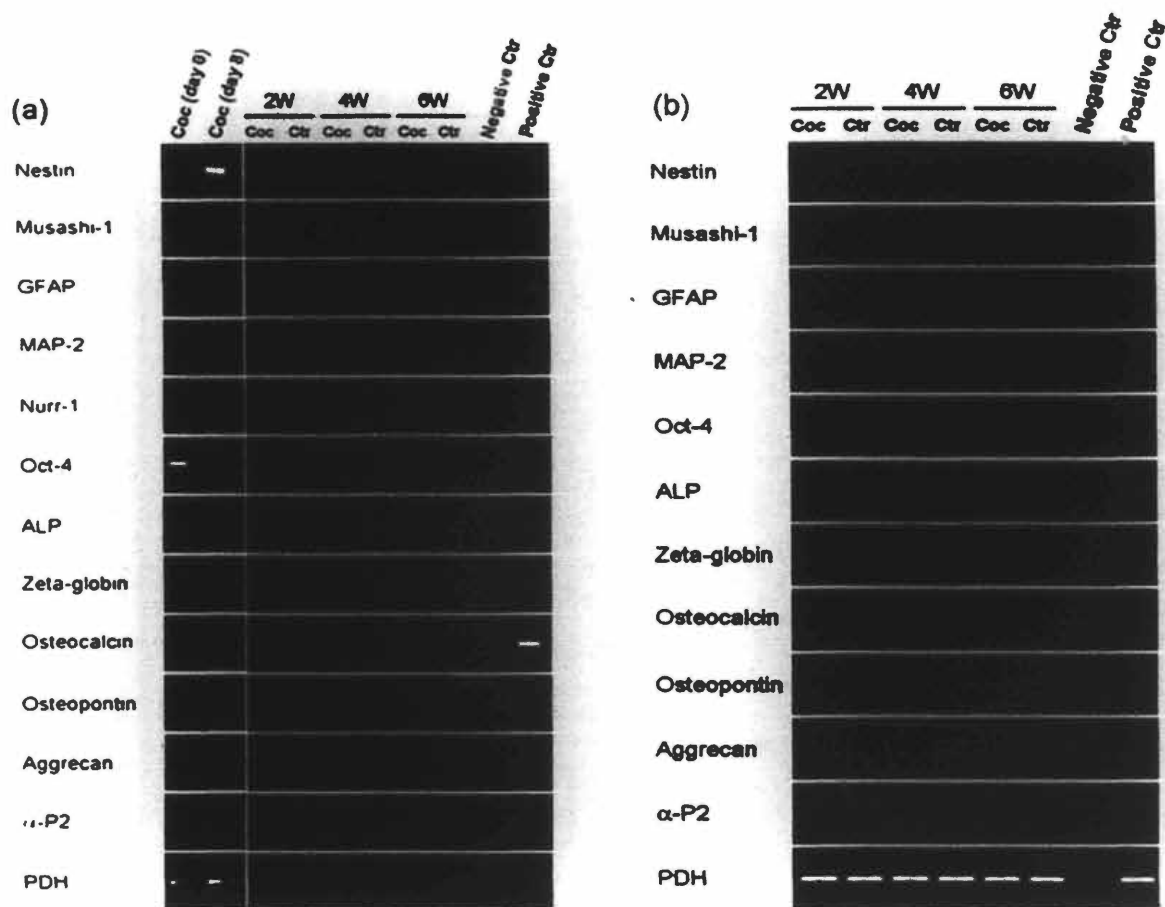 (a)
Coc (day 0)
Coc (day 8)
2W 4W 6W
Coc Ctr Coc Ctr Coc Ctr
Negative Ctr
Positive Ctr
Nestin
Musashi-1
GFAP
MAP-2
Nurr-1
Oct-4
ALP
Zeta-globin
Osteocalcin
Osteopontin
Aggrecan
α-P2
PDH
(b)
2W 4W 6W
Coc Ctr Coc Ctr Coc Ctr
Negative Ctr
Positive Ctr
Nestin
Musashi-1
GFAP
MAP-2
Oct-4
ALP
Zeta-globin
Osteocalcin
Osteopontin
Aggrecan
α-P2
PDH